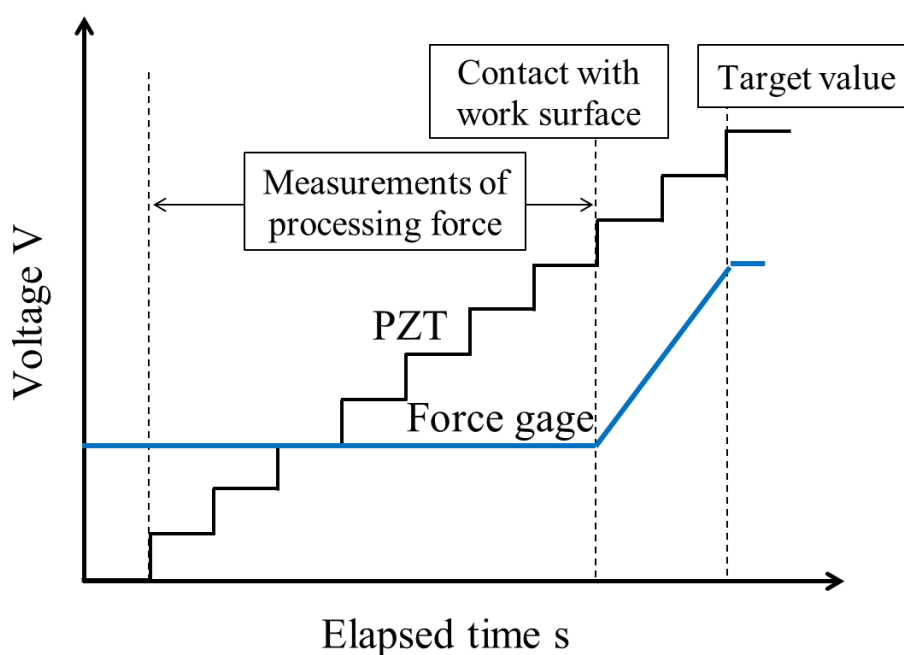 Contact with
work surface
Target value
Measurements of
processing force
PZT
Force gage
Voltage V
Elapsed time s